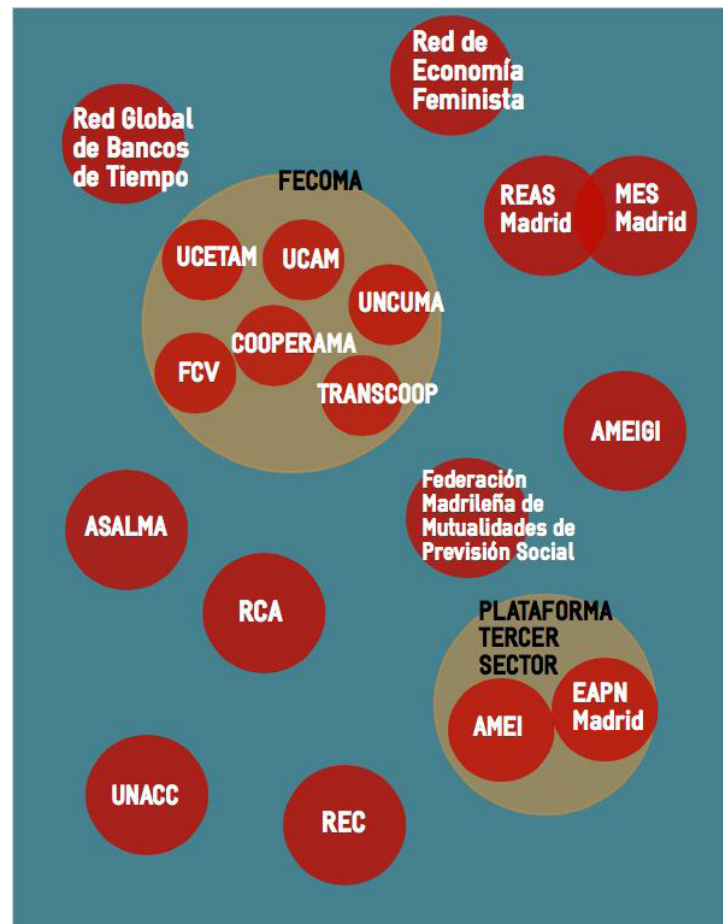 Red de
Economía
Feminista
Red Global
de Bancos
de Tiempo
FECOMA
REAS
Madrid
MES
Madrid
UCETAM
UCAM
UNCUMA
COOPERAMA
FCV
TRANSCOOP
AMEIGI
Federación
Madrileña de
Mutualidades de
Previsión Social
ASALMA
RCA
PLATAFORMA
TERCER
SECTOR
AMEI
EAPN
Madrid
UNACC
REC